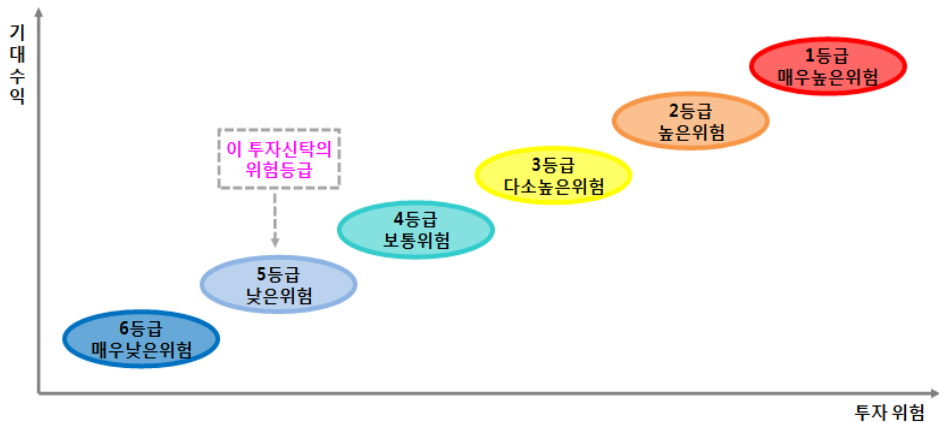 기대수익
1등급
매우높은위험
2등급
높은위험
3등급
다소높은위험
이 투자신탁의
위험등급
4등급
보통위험
5등급
낮은위험
6등급
매우낮은위험
투자 위험